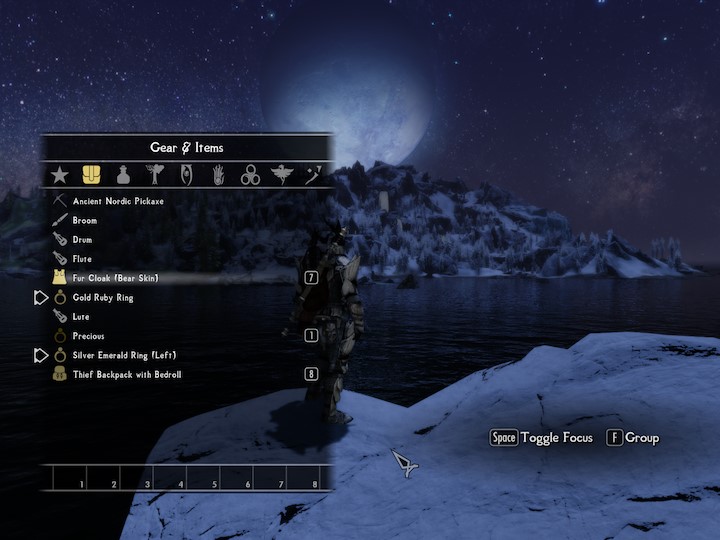 Gear & Items
Ancient Nordic Pickaxe
Broom
Drum
Flute
Fur Cloak (Bear Skin) 7
Gold Ruby Ring
Lute
Precious 1
Silver Emerald Ring (Left)
Thief Backpack with Bedroll 8
Space Toggle Focus F Group
1 2 3 4 5 6 7 8